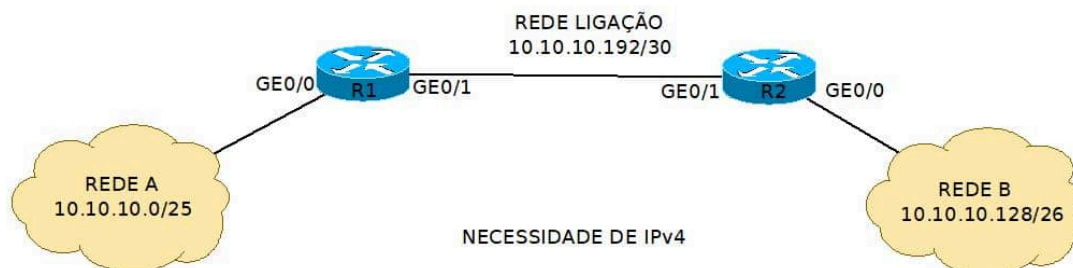 REDE LIGAÇÃO
10.10.10.192/30
GE0/0
R1
GE0/1
GE0/1
R2
GE0/0
REDE A
10.10.10.0/25
REDE B
10.10.10.128/26
NECESSIDADE DE IPv4